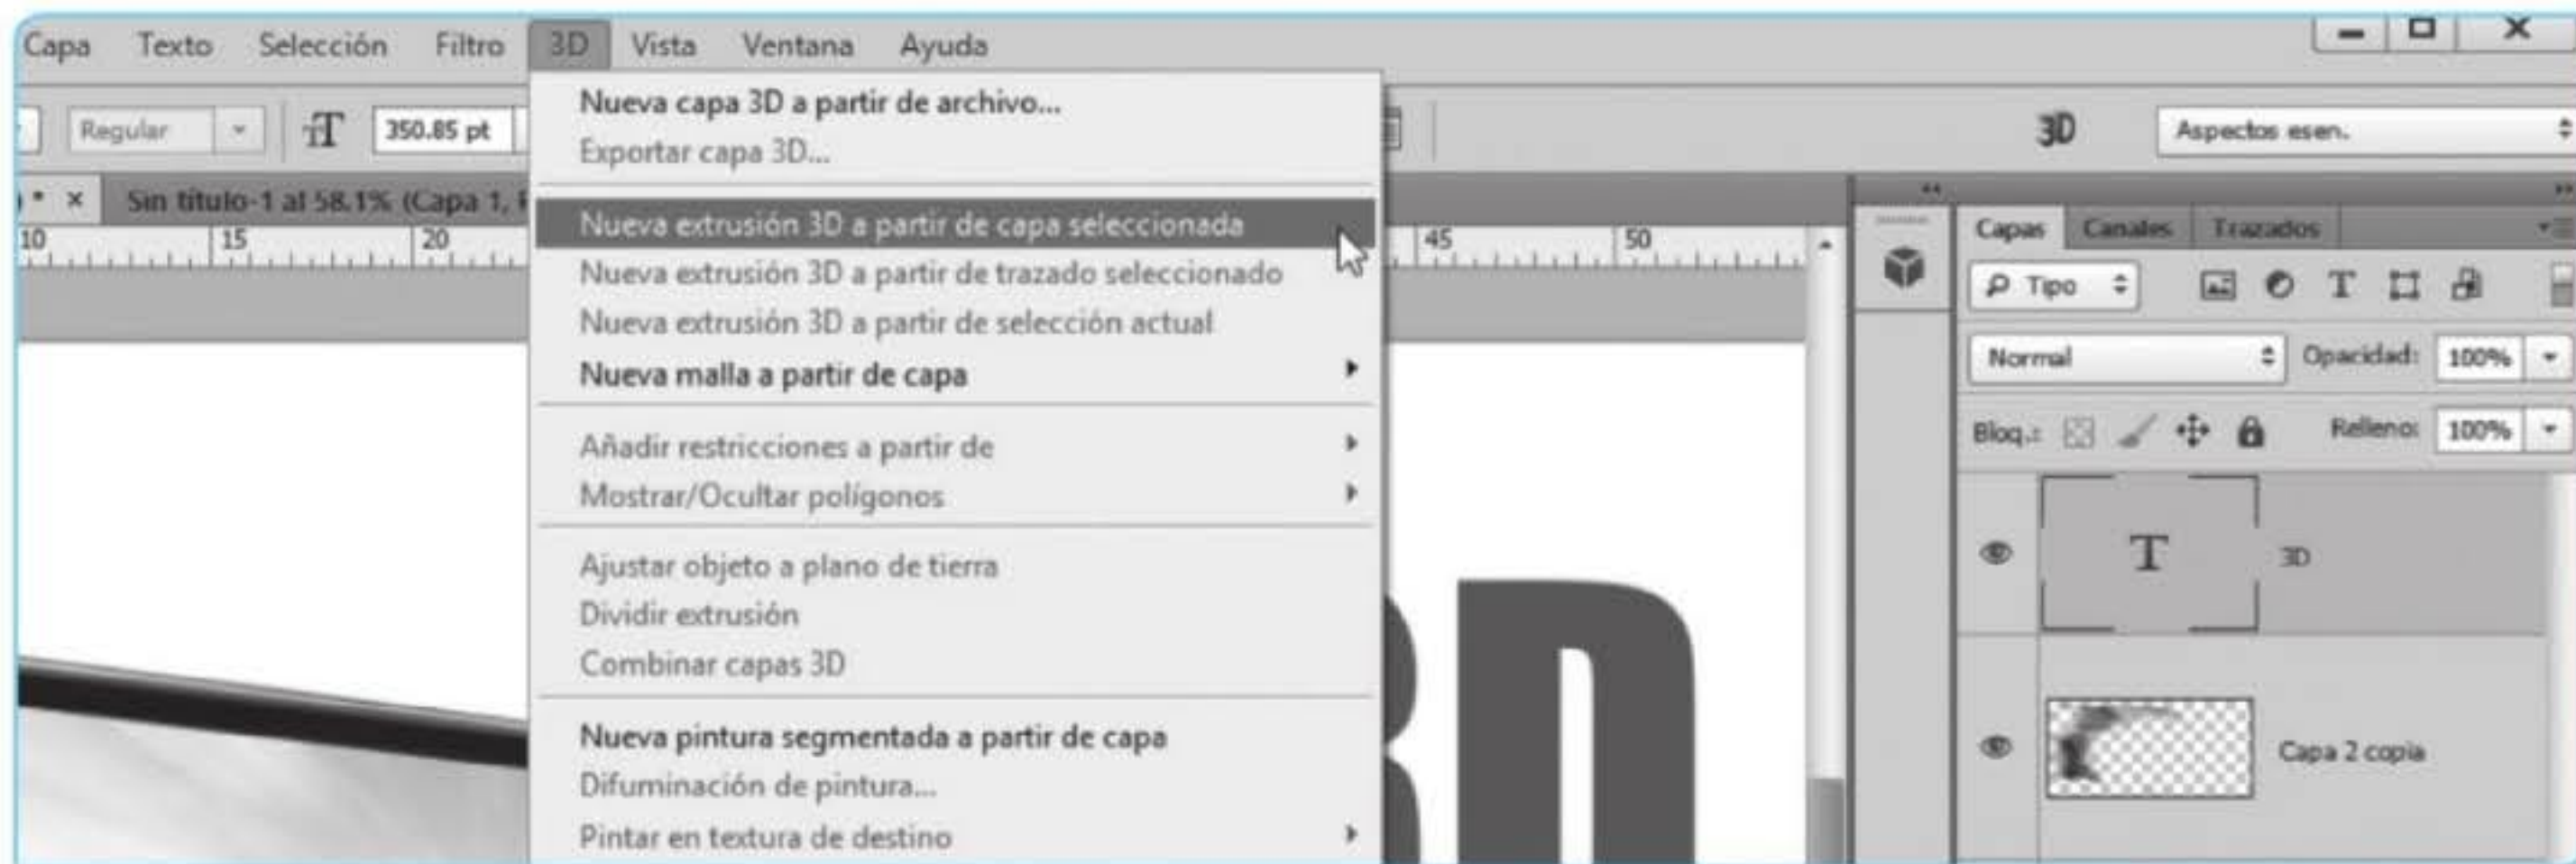 Capa Texto Selección Filtro 3D Vista Ventana Ayuda
Regular 350.85 pt 3D Aspectos esen.
Sin título-1 al 58.1% (Capa 1,
10 15 20 45 50
Nueva capa 3D a partir de archivo...
Exportar capa 3D...
Nueva extrusión 3D a partir de capa seleccionada
Nueva extrusión 3D a partir de trazado seleccionado
Nueva extrusión 3D a partir de selección actual
Nueva malla a partir de capa
Añadir restricciones a partir de
Mostrar/Ocultar polígonos
Ajustar objeto a plano de tierra
Dividir extrusión
Combinar capas 3D
Nueva pintura segmentada a partir de capa
Difuminación de pintura...
Pintar en textura de destino
3D
Capas Canales Trazados
Tipo T
Normal Opacidad: 100%
Bloq.: Relleno: 100%
T 3D
Capa 2 copia